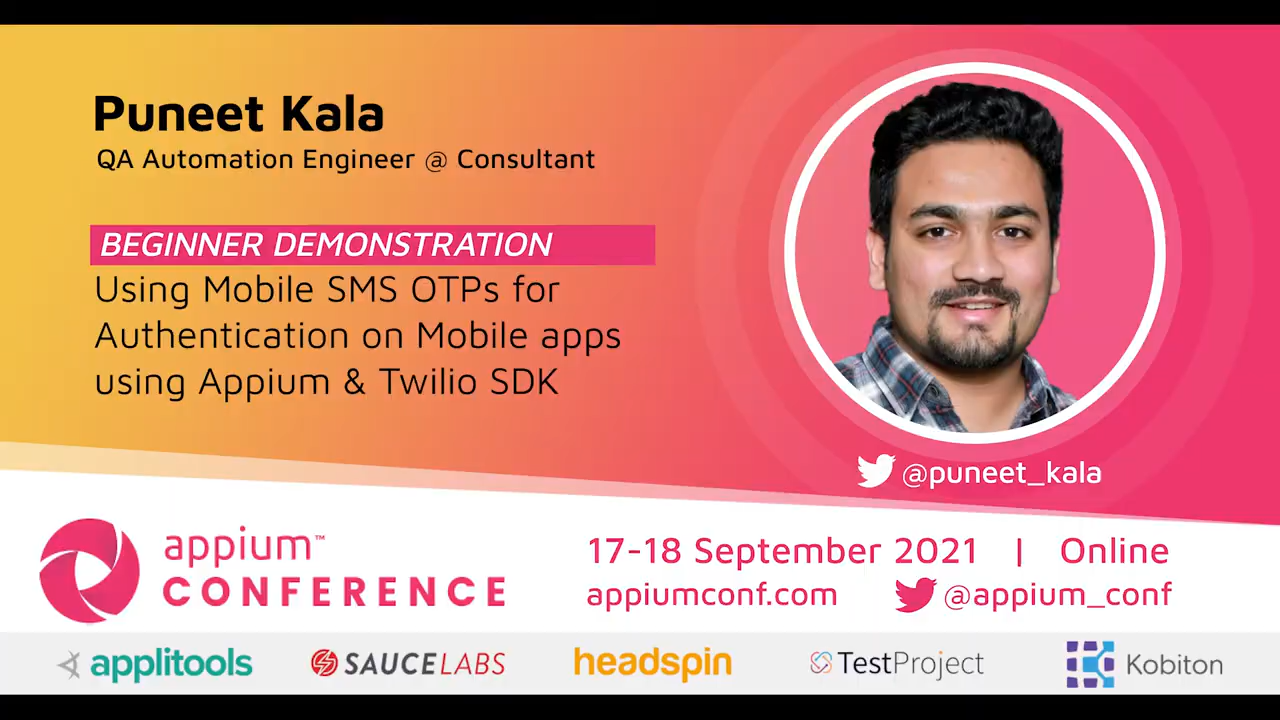 Puneet Kala
QA Automation Engineer @ Consultant
BEGINNER DEMONSTRATION
Using Mobile SMS OTPs for
Authentication on Mobile apps
using Appium & Twilio SDK
@puneet_kala
appium™
CONFERENCE
17-18 September 2021 | Online
appiumconf.com @appium_conf
applitools SAUCELABS headspin TestProject Kobiton